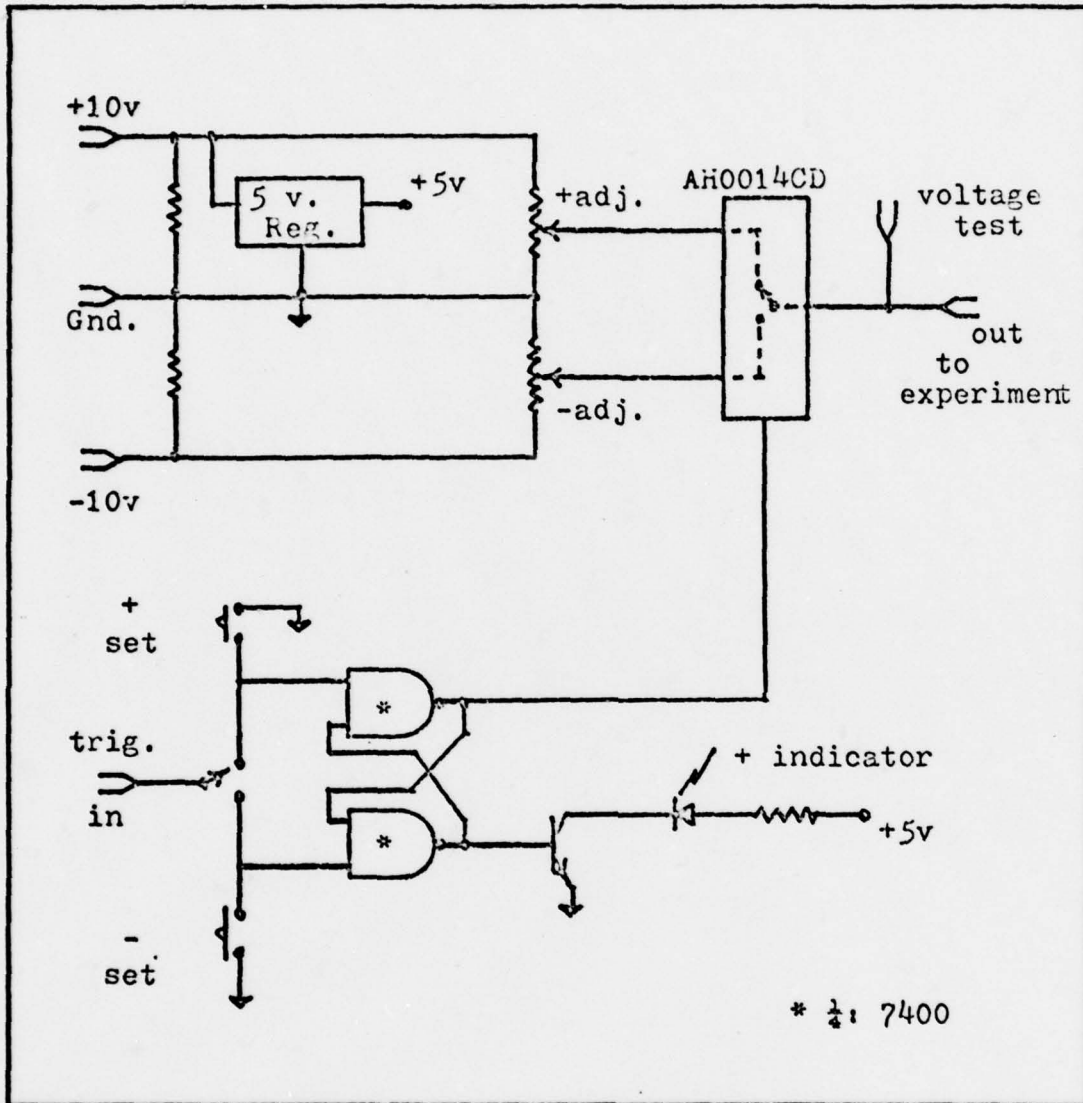 +10v
5 v.
Reg.
+5v
+adj.
AH0014CD
voltage
test
Gnd.
out
to
experiment
-adj.
-10v
+
set
trig.
in
+ indicator
+5v
-
set
* ¼: 7400
*
*